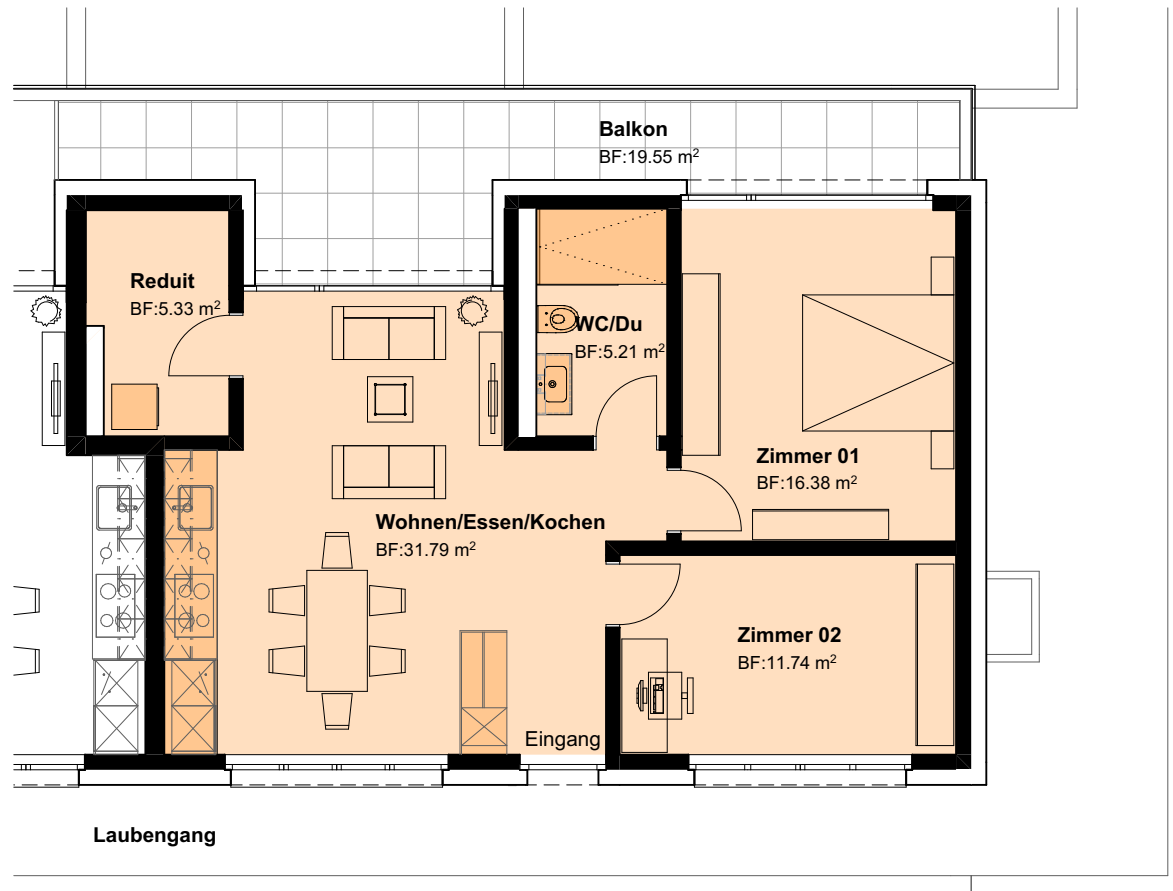 Balkon
BF:19.55 m²
Reduit
BF:5.33 m²
WC/Du
BF:5.21 m²
Zimmer 01
BF:16.38 m²
Wohnen/Essen/Kochen
BF:31.79 m²
Zimmer 02
BF:11.74 m²
Eingang
Laubengang